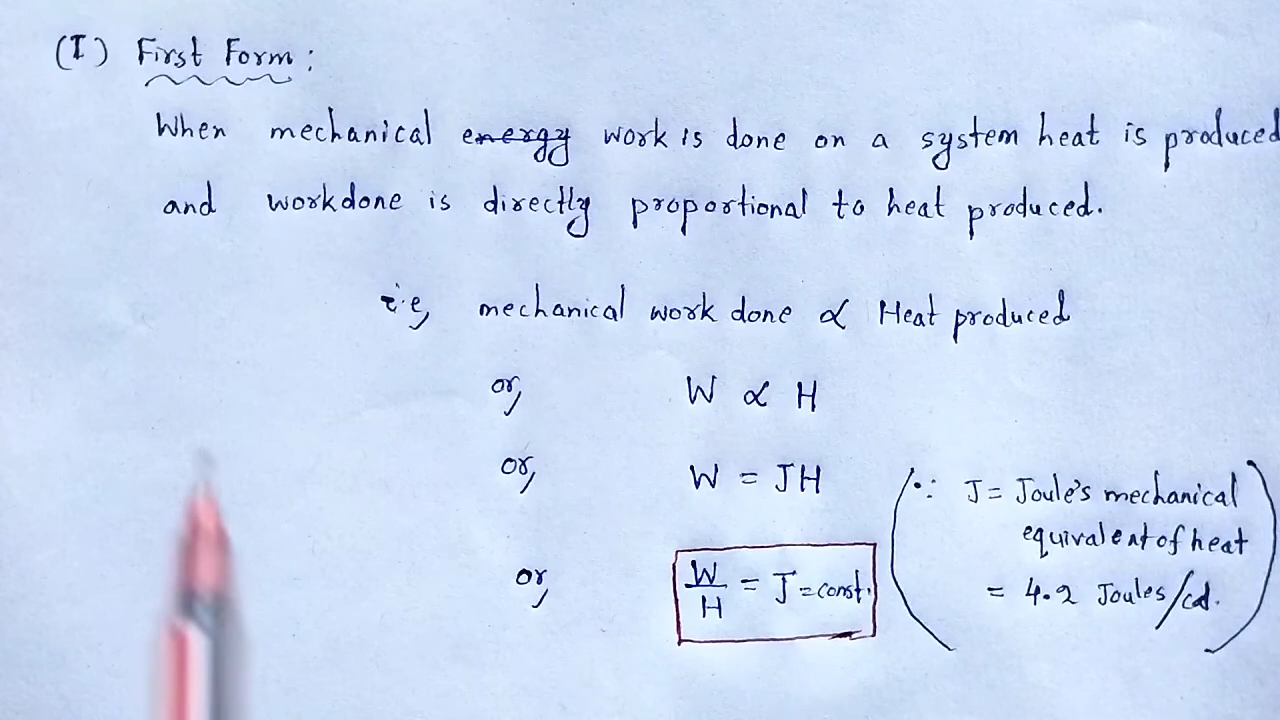 (I) First Form:
When mechanical energy work is done on a system heat is produced
and workdone is directly proportional to heat produced.
i.e, mechanical work done ∝ Heat produced
or, W ∝ H
or, W = JH (∵ J = Joule's mechanical
equivalent of heat
= 4.2 Joules/cal.)
or, W/H = J = const.